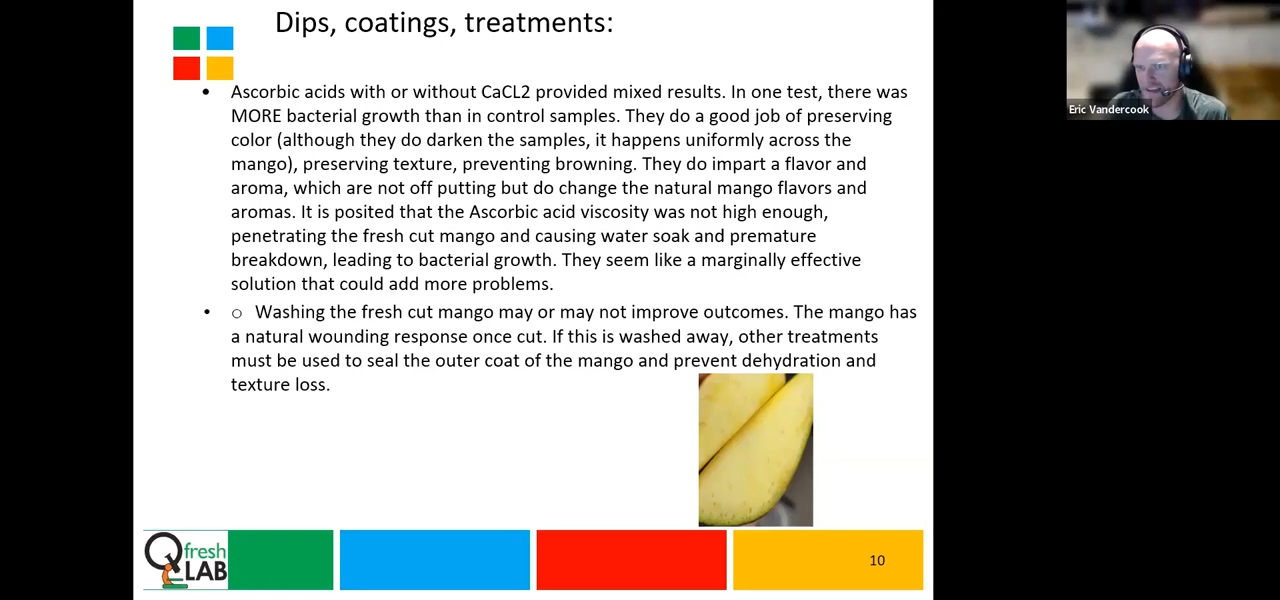 Dips, coatings, treatments:
• Ascorbic acids with or without CaCL2 provided mixed results. In one test, there was
MORE bacterial growth than in control samples. They do a good job of preserving
color (although they do darken the samples, it happens uniformly across the
mango), preserving texture, preventing browning. They do impart a flavor and
aroma, which are not off putting but do change the natural mango flavors and
aromas. It is posited that the Ascorbic acid viscosity was not high enough,
penetrating the fresh cut mango and causing water soak and premature
breakdown, leading to bacterial growth. They seem like a marginally effective
solution that could add more problems.
• o Washing the fresh cut mango may or may not improve outcomes. The mango has
a natural wounding response once cut. If this is washed away, other treatments
must be used to seal the outer coat of the mango and prevent dehydration and
texture loss.
Q fresh
LAB
10
Eric Vandercook